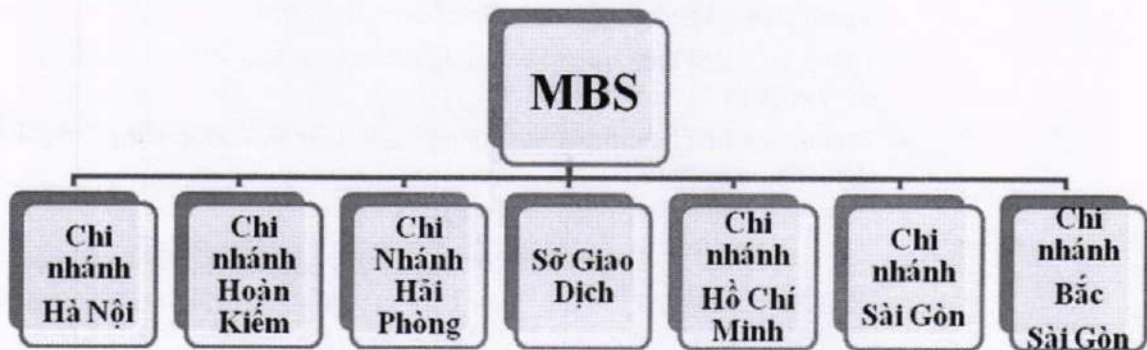 MBS
Chi
nhánh
Hà Nội
Chi
nhánh
Hoàn
Kiếm
Chi
Nhánh
Hải
Phòng
Sở Giao
Dịch
Chi
nhánh
Hồ Chí
Minh
Chi
nhánh
Sài Gòn
Chi
nhánh
Bắc
Sài Gòn